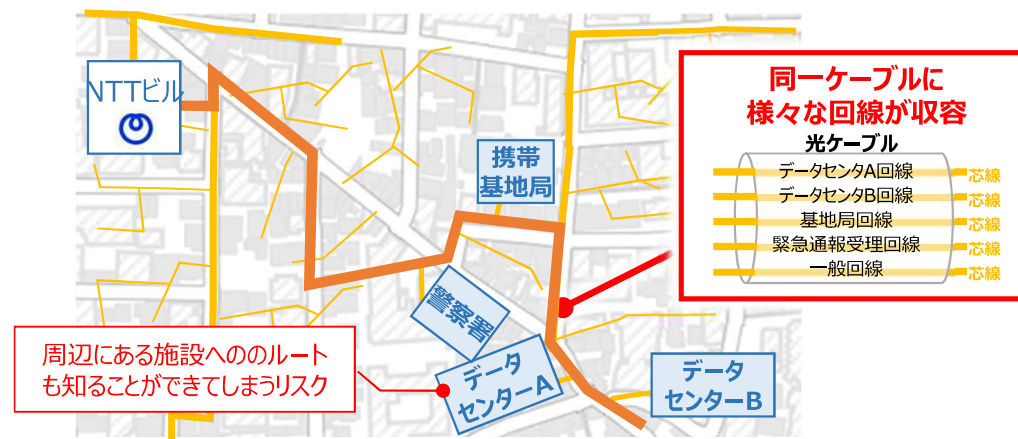 NTTビル
携帯
基地局
警察署
データ
センターA
データ
センターB
周辺にある施設へののルート
も知ることができてしまうリスク
同一ケーブルに
様々な回線が収容
光ケーブル
データセンタA回線 芯線
データセンタB回線 芯線
基地局回線 芯線
緊急通報受理回線 芯線
一般回線 芯線